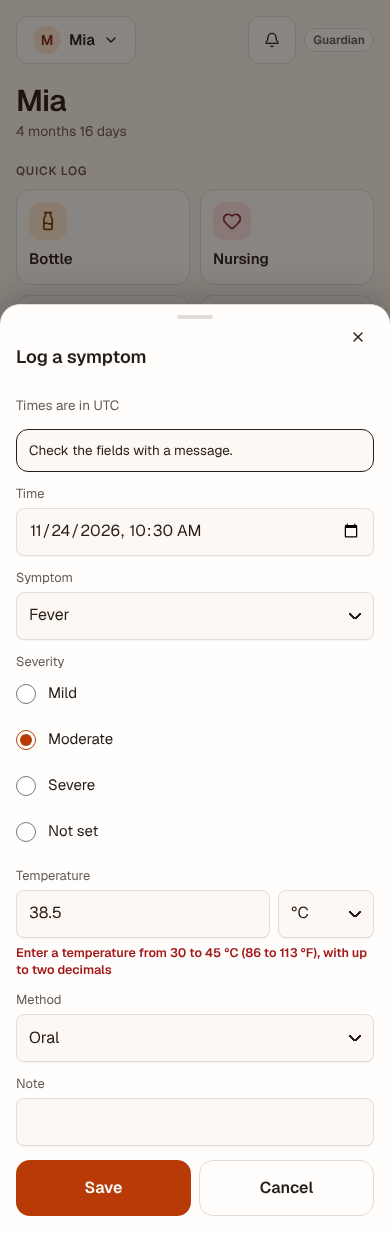 M Mia
Guardian
Mia
4 months 16 days
QUICK LOG
Bottle
Nursing
Log a symptom
Times are in UTC
Check the fields with a message.
Time
11/24/2026, 10:30 AM
Symptom
Fever
Severity
Mild
Moderate
Severe
Not set
Temperature
38.5
°C
Enter a temperature from 30 to 45 °C (86 to 113 °F), with up
to two decimals
Method
Oral
Note
Save
Cancel